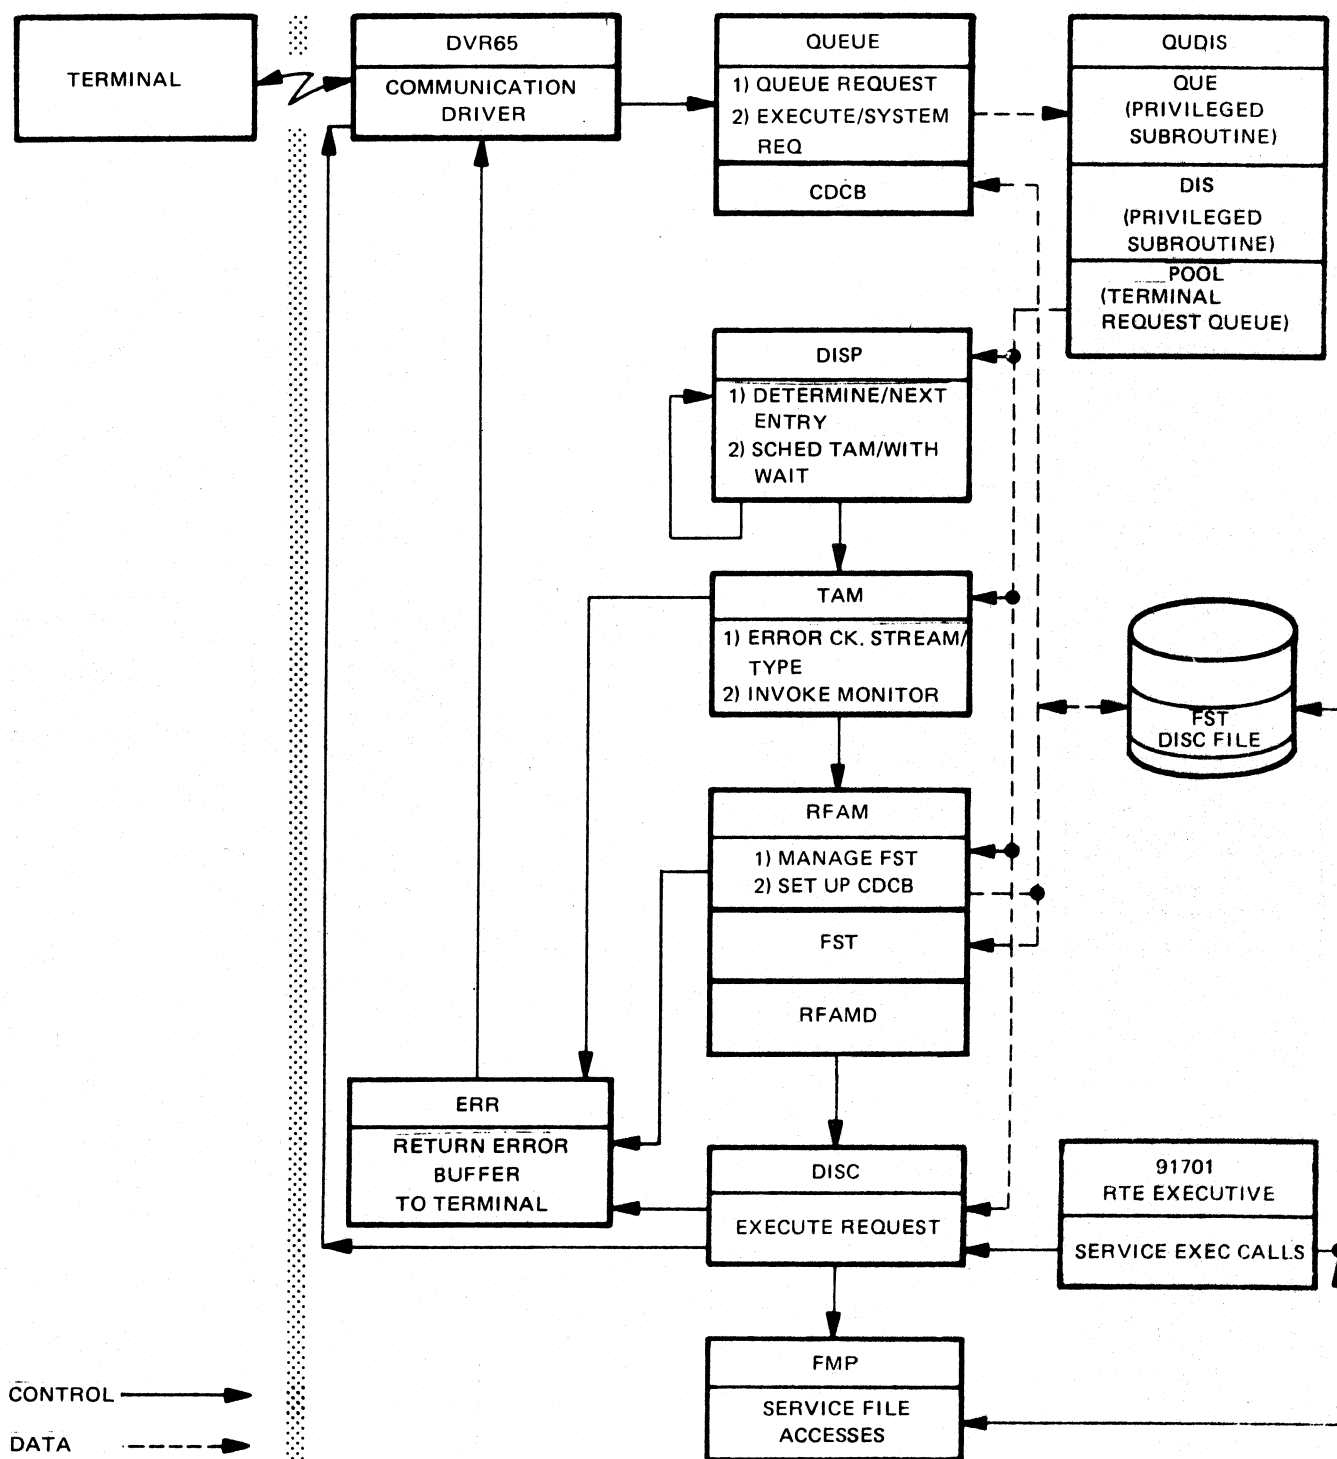 TERMINAL
DVR65
COMMUNICATION
DRIVER
QUEUE
1) QUEUE REQUEST
2) EXECUTE/SYSTEM
REQ
CDCB
QUDIS
QUE
(PRIVILEGED
SUBROUTINE)
DIS
(PRIVILEGED
SUBROUTINE)
POOL
(TERMINAL
REQUEST QUEUE)
DISP
1) DETERMINE/NEXT
ENTRY
2) SCHED TAM/WITH
WAIT
TAM
1) ERROR CK. STREAM/
TYPE
2) INVOKE MONITOR
FST
DISC FILE
RFAM
1) MANAGE FST
2) SET UP CDCB
FST
RFAMD
ERR
RETURN ERROR
BUFFER
TO TERMINAL
DISC
EXECUTE REQUEST
91701
RTE EXECUTIVE
SERVICE EXEC CALLS
FMP
SERVICE FILE
ACCESSES
CONTROL
DATA